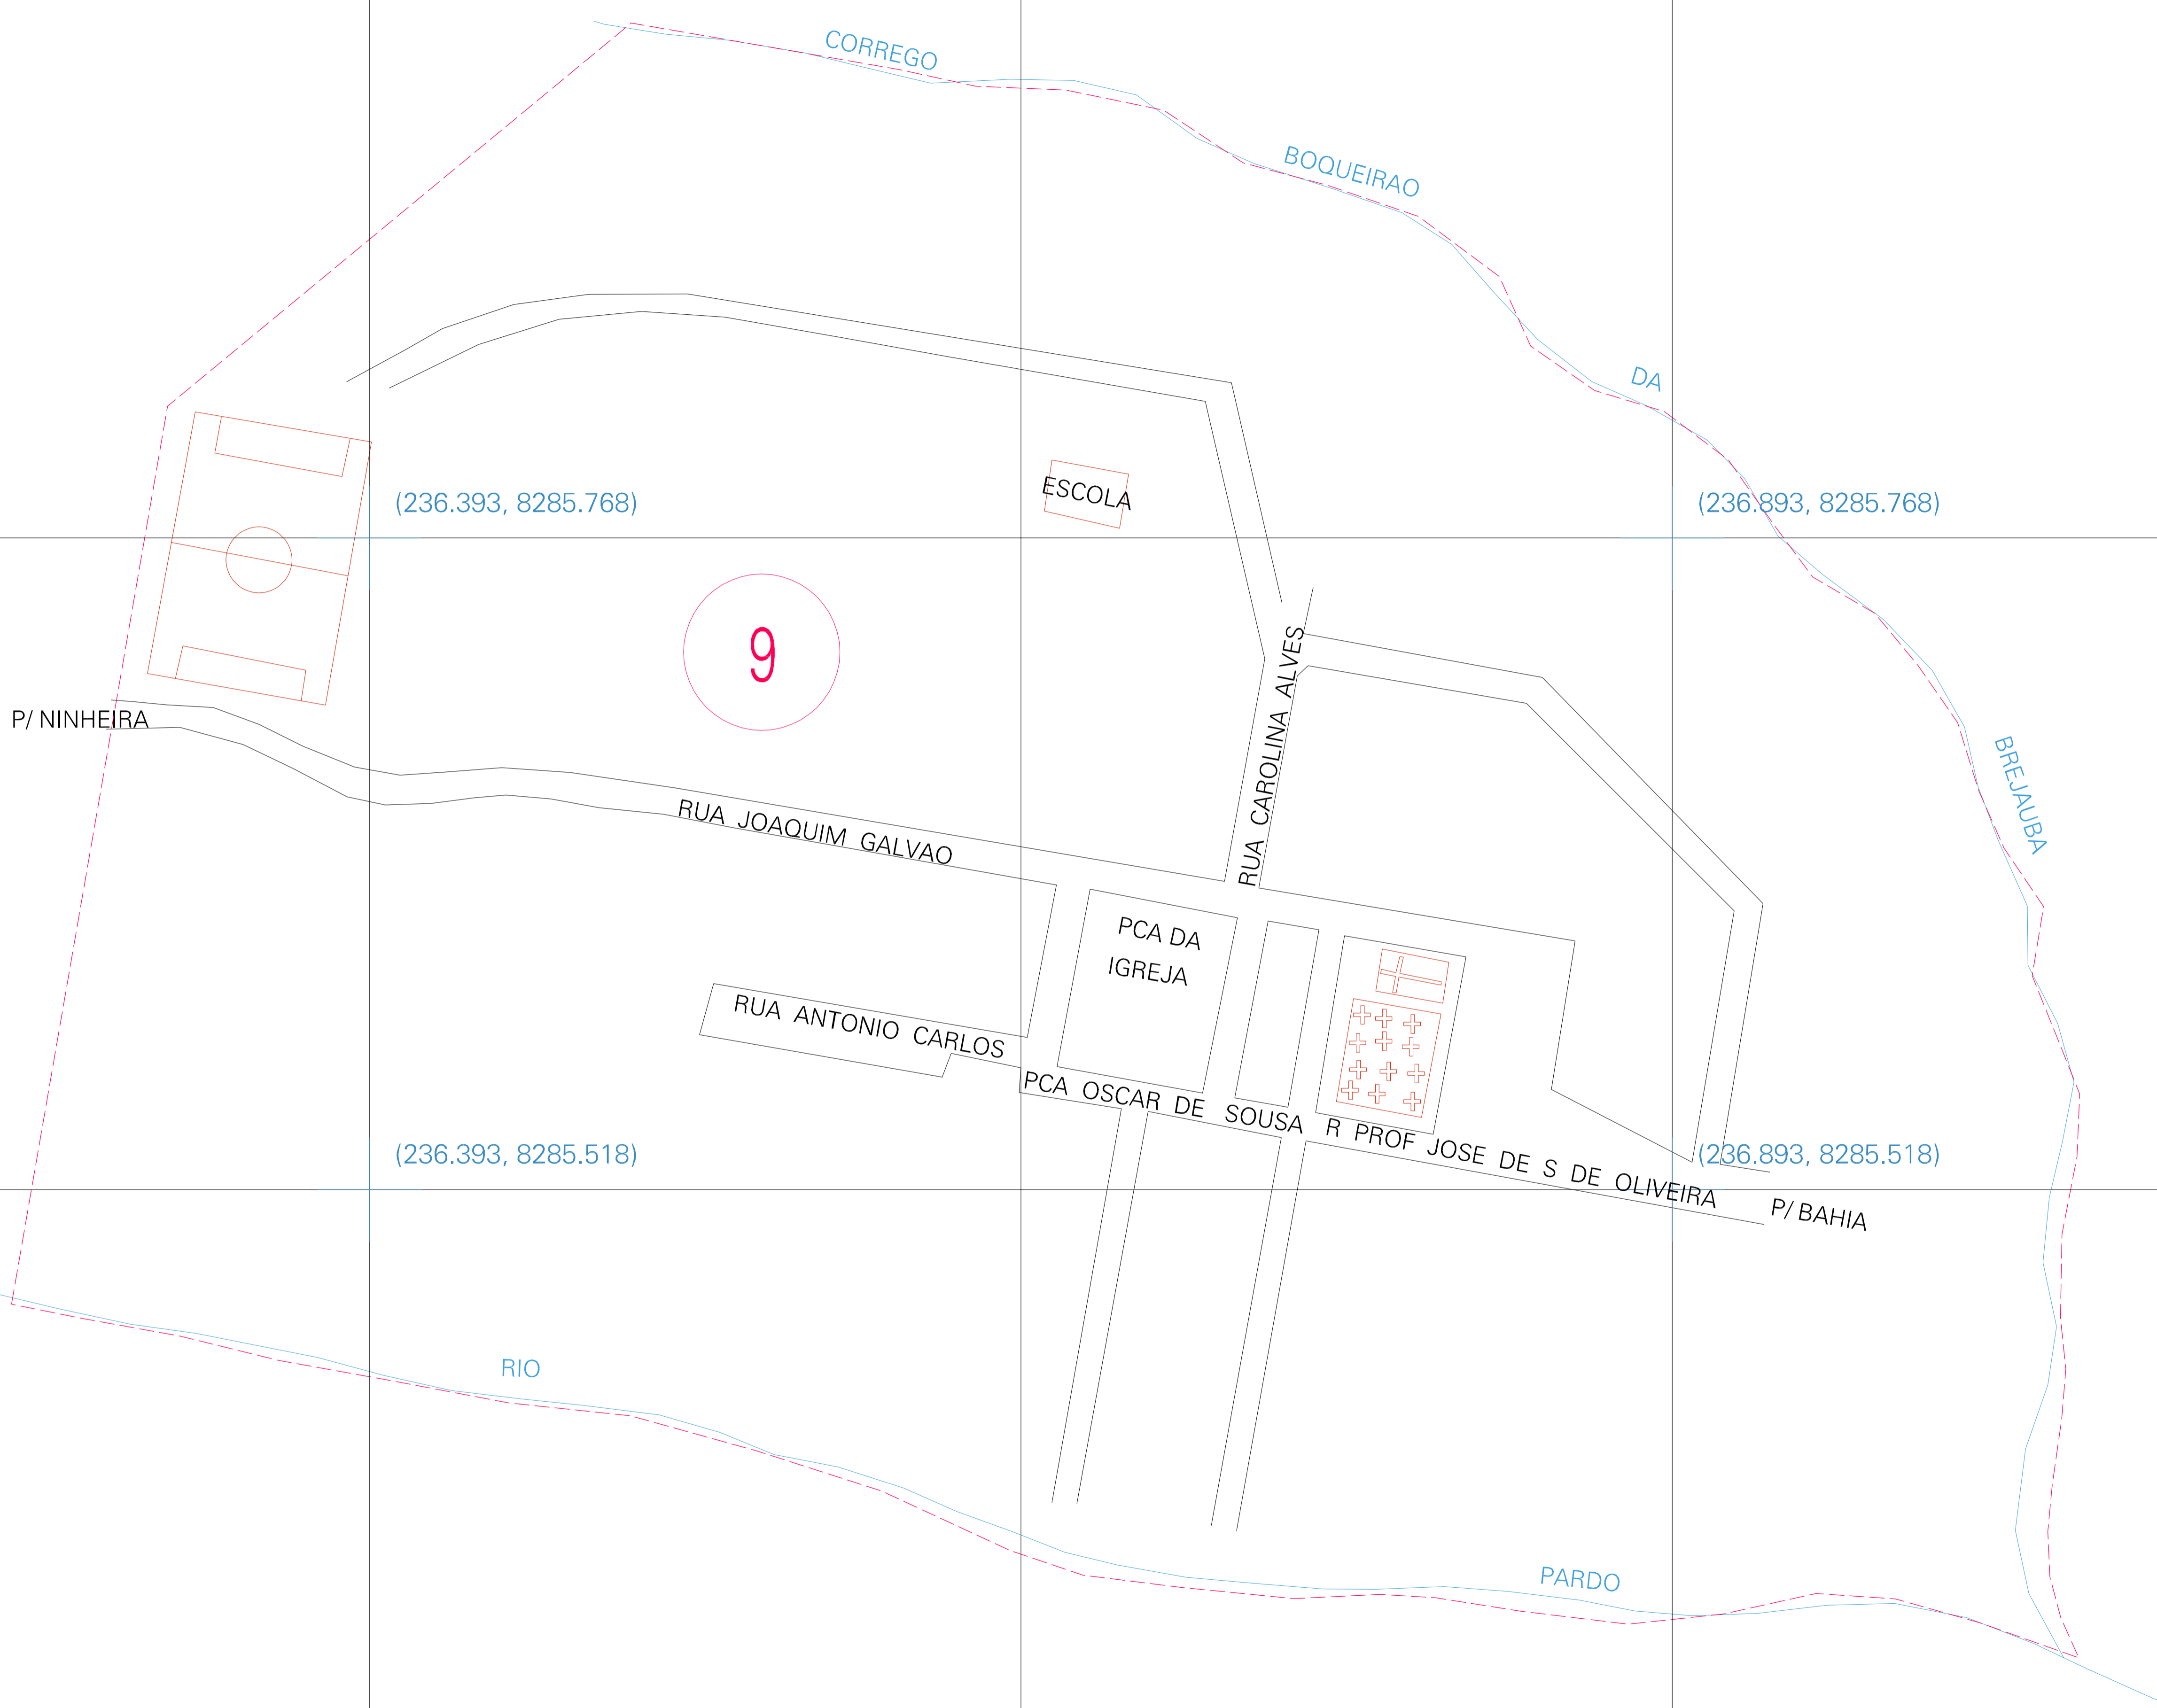 CORREGO
BOQUEIRAO
DA
BREJAUBA
ESCOLA
(236.393, 8285.768)
(236.893, 8285.768)
9
P/ NINHEIRA
RUA CAROLINA ALVES
RUA JOAQUIM GALVAO
PCA DA
IGREJA
RUA ANTONIO CARLOS
PCA OSCAR DE SOUSA
R PROF JOSE DE S DE OLIVEIRA
(236.393, 8285.518)
(236.893, 8285.518)
P/ BAHIA
RIO
PARDO